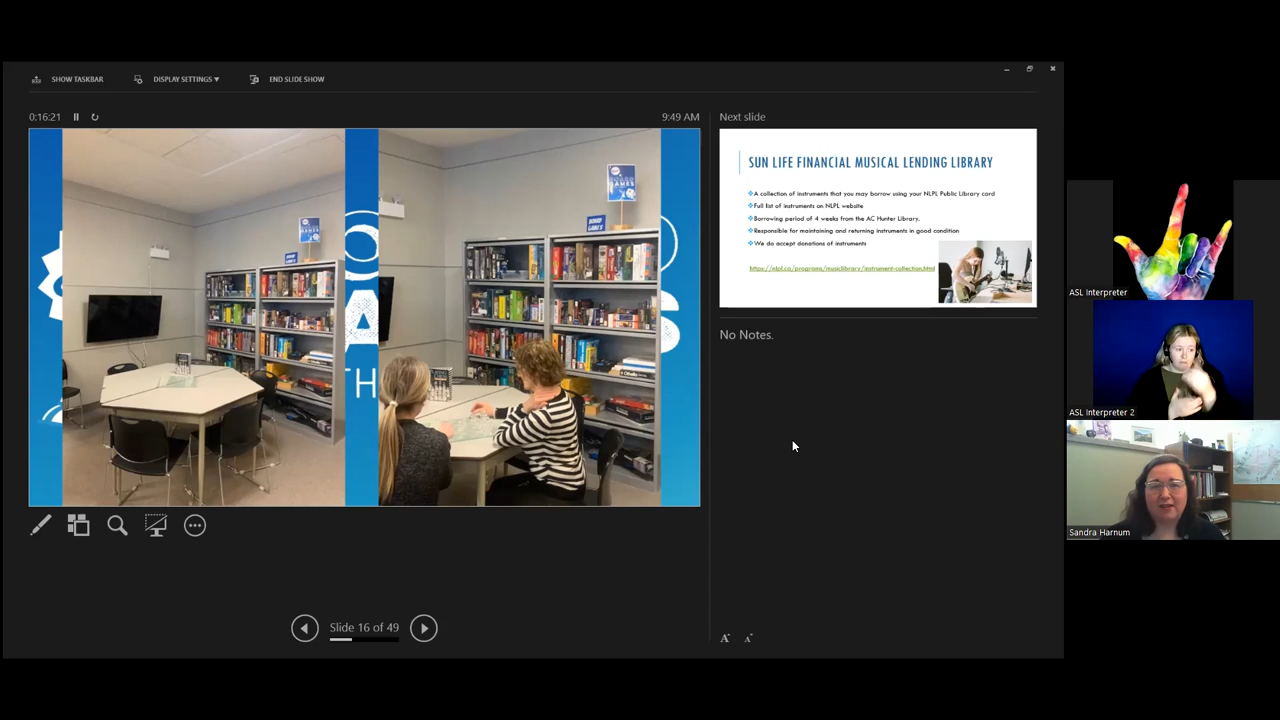 SHOW TASKBAR
DISPLAY SETTINGS ▼
END SLIDE SHOW
0:16:21
9:49 AM
Next slide
BOARD GAMES
GAMES
TH
SUN LIFE FINANCIAL MUSICAL LENDING LIBRARY
❖A collection of instruments that you may borrow using your NLPL Public Library card
❖Full list of instruments on NLPL website
❖Borrowing period of 4 weeks from the AC Hunter Library.
❖Responsible for maintaining and returning instruments in good condition
❖We do accept donations of instruments
https://nlpl.ca/programs/musiclibrary/instrument-collection.html
No Notes.
Slide 16 of 49
ASL Interpreter
ASL Interpreter 2
Sandra Harnum